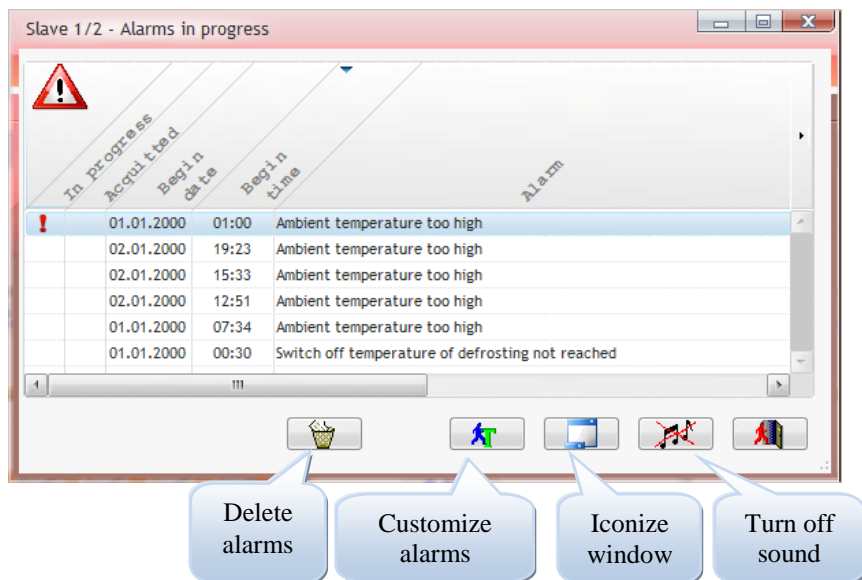 Slave 1/2 - Alarms in progress
In progress
Acquitted
Begin
date
Begin
time
Alarm
01.01.2000 01:00 Ambient temperature too high
02.01.2000 19:23 Ambient temperature too high
02.01.2000 15:33 Ambient temperature too high
02.01.2000 12:51 Ambient temperature too high
01.01.2000 07:34 Ambient temperature too high
01.01.2000 00:30 Switch off temperature of defrosting not reached
Delete
alarms
Customize
alarms
Iconize
window
Turn off
sound